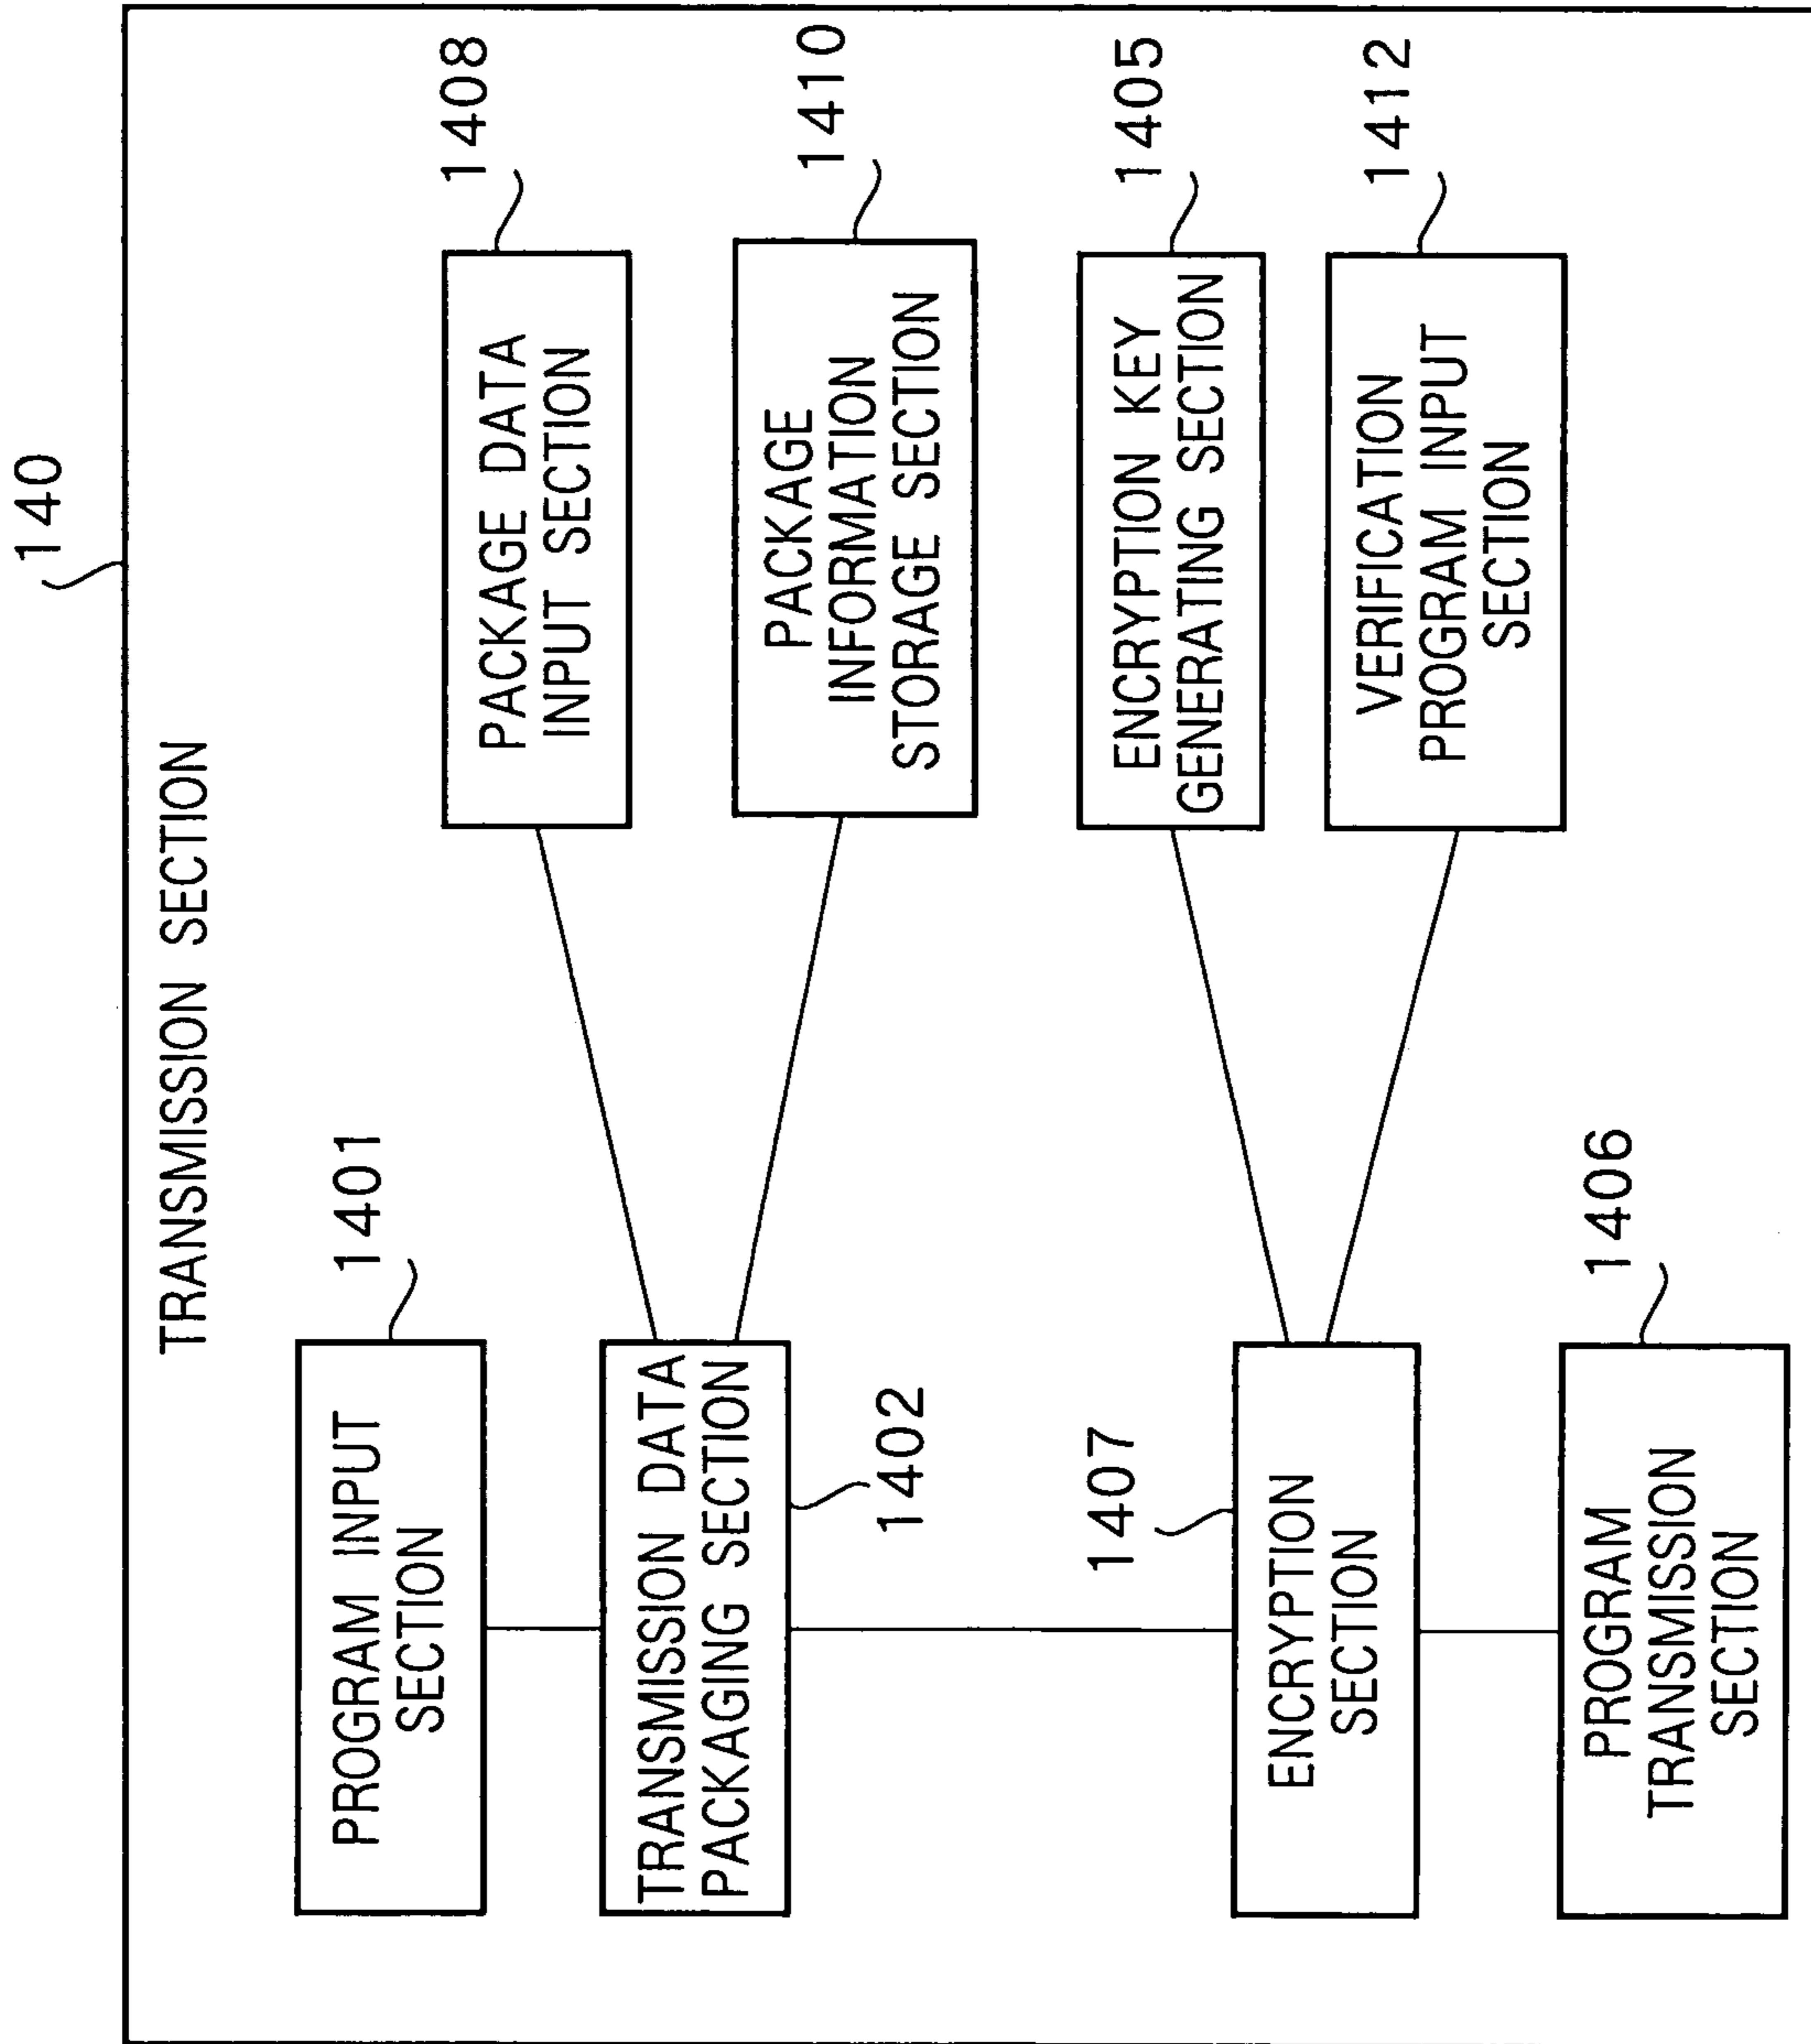 140
TRANSMISSION SECTION
1401
PROGRAM INPUT
SECTION
1408
PACKAGE DATA
INPUT SECTION
TRANSMISSION DATA
PACKAGING SECTION
1402
1410
PACKAGE
INFORMATION
STORAGE SECTION
1407
ENCRYPTION
SECTION
1405
ENCRYPTION KEY
GENERATING SECTION
1412
VERIFICATION
PROGRAM INPUT
SECTION
1406
PROGRAM
TRANSMISSION
SECTION